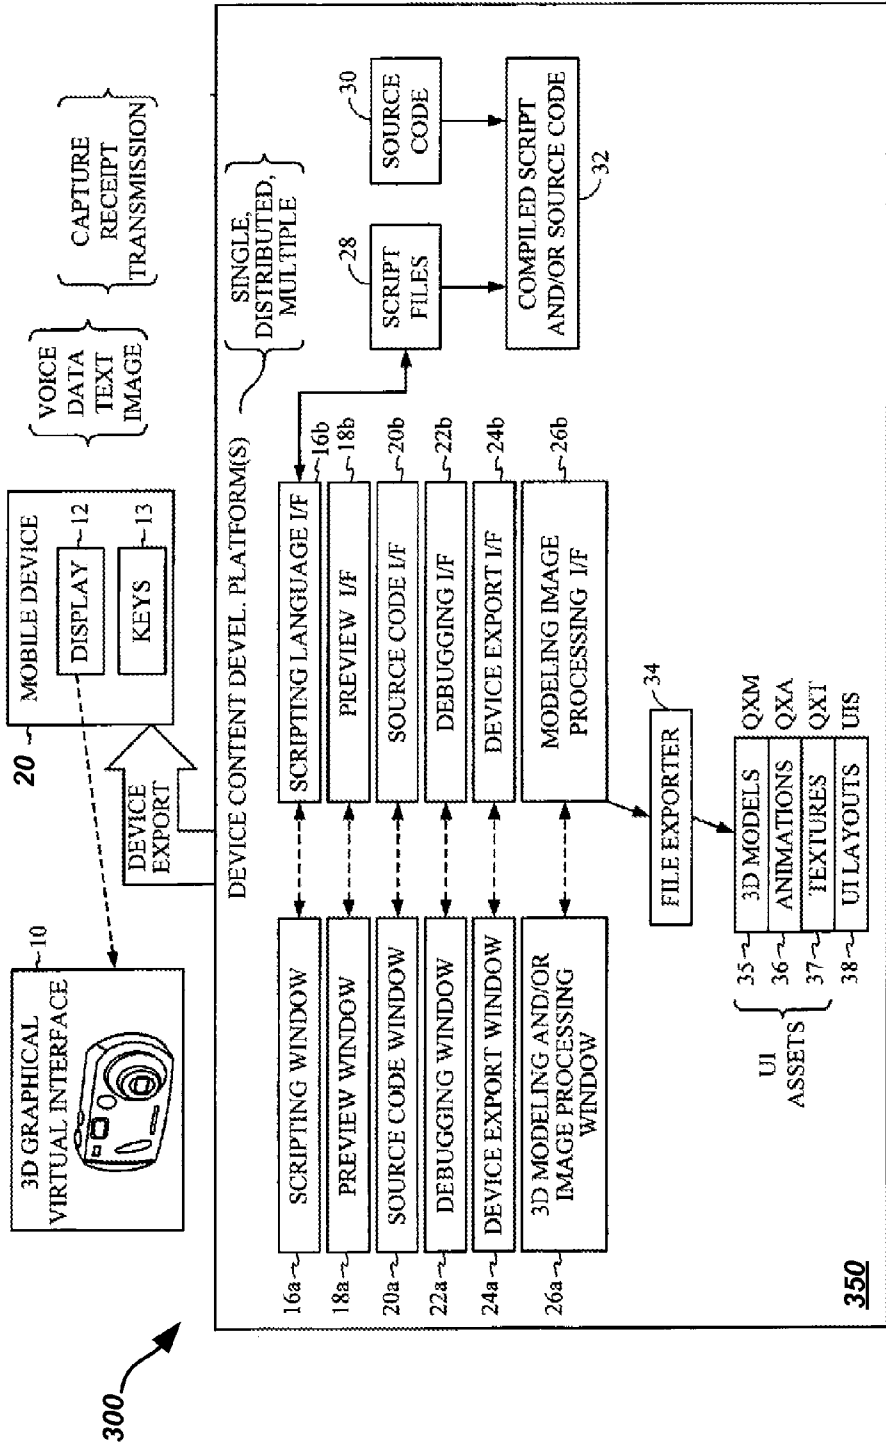 300
3D GRAPHICAL
VIRTUAL INTERFACE
10
20
MOBILE DEVICE
DISPLAY
12
KEYS
13
VOICE
DATA
TEXT
IMAGE
CAPTURE
RECEIPT
TRANSMISSION
DEVICE
EXPORT
DEVICE CONTENT DEVEL. PLATFORM(S)
SINGLE,
DISTRIBUTED,
MULTIPLE
16a
SCRIPTING WINDOW
SCRIPTING LANGUAGE I/F
16b
18a
PREVIEW WINDOW
PREVIEW I/F
18b
20a
SOURCE CODE WINDOW
SOURCE CODE I/F
20b
22a
DEBUGGING WINDOW
DEBUGGING I/F
22b
24a
DEVICE EXPORT WINDOW
DEVICE EXPORT I/F
24b
26a
3D MODELING AND/OR
IMAGE PROCESSING
WINDOW
MODELING IMAGE
PROCESSING I/F
26b
28
SCRIPT
FILES
30
SOURCE
CODE
COMPILED SCRIPT
AND/OR SOURCE CODE
32
FILE EXPORTER
34
UI
ASSETS
35
3D MODELS
QXM
36
ANIMATIONS
QXA
37
TEXTURES
QXT
38
UI LAYOUTS
UIS
350